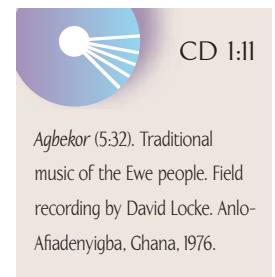 CD 1:11
Agbekor (5:32). Traditional
music of the Ewe people. Field
recording by David Locke. Anlo-
Afiadenyigba, Ghana, 1976.